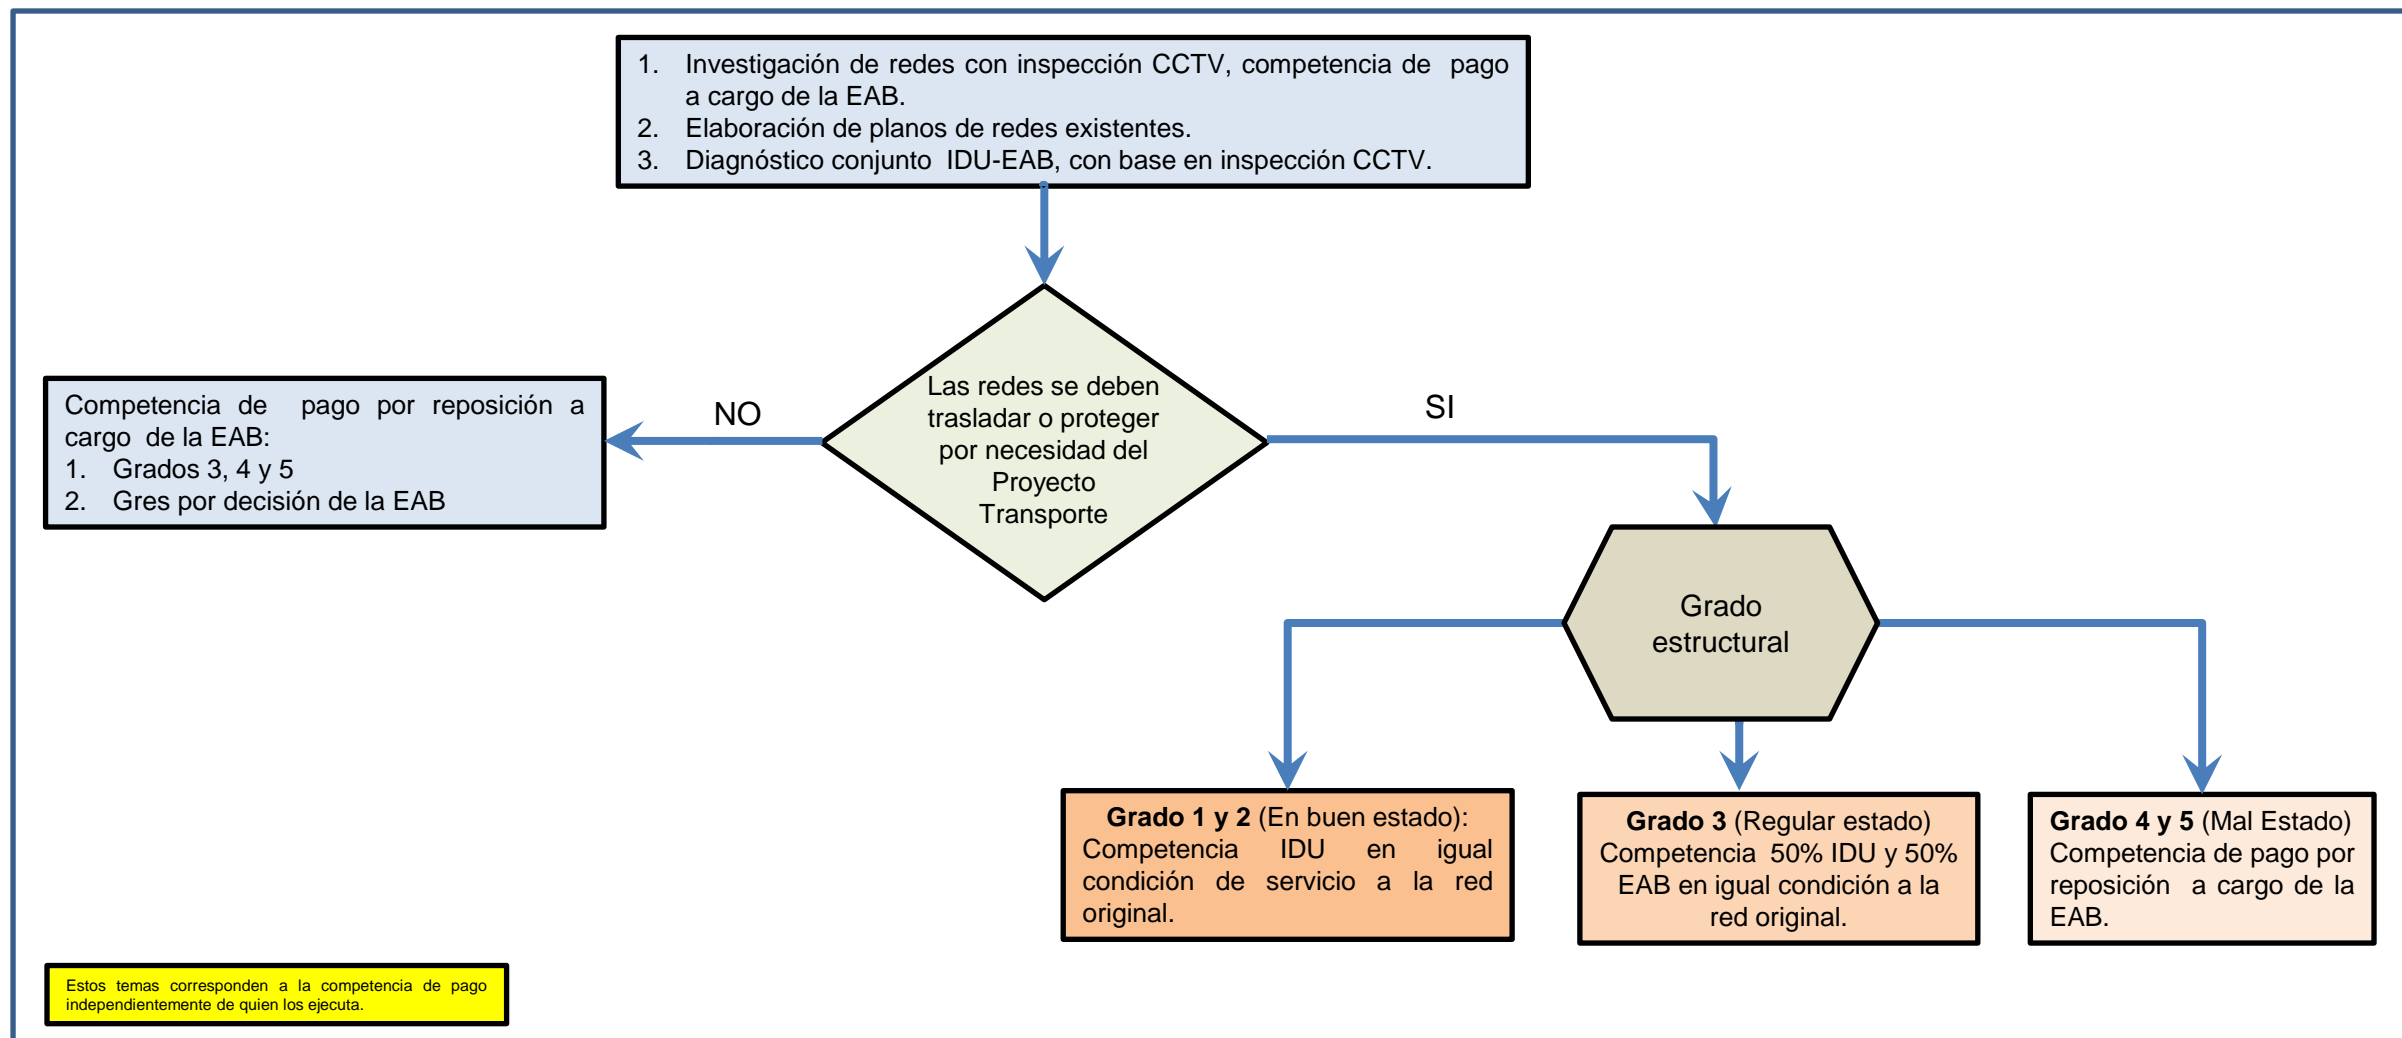 1. Investigación de redes con inspección CCTV, competencia de pago
a cargo de la EAB.
2. Elaboración de planos de redes existentes.
3. Diagnóstico conjunto IDU-EAB, con base en inspección CCTV.
Las redes se deben
trasladar o proteger
por necesidad del
Proyecto
Transporte
NO
SI
Competencia de pago por reposición a
cargo de la EAB:
1. Grados 3, 4 y 5
2. Gres por decisión de la EAB
Grado
estructural
Grado 1 y 2 (En buen estado):
Competencia IDU en igual
condición de servicio a la red
original.
Grado 3 (Regular estado)
Competencia 50% IDU y 50%
EAB en igual condición a la
red original.
Grado 4 y 5 (Mal Estado)
Competencia de pago por
reposición a cargo de la
EAB.
Estos temas corresponden a la competencia de pago
independientemente de quien los ejecuta.